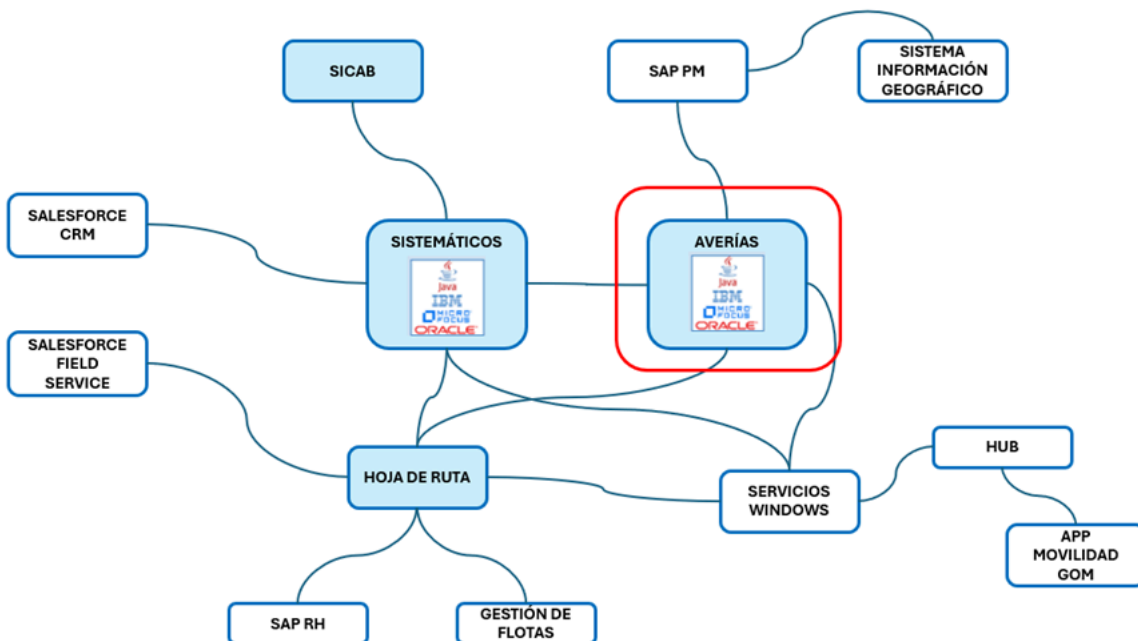 SICAB
SAP PM
SISTEMA
INFORMACIÓN
GEOGRÁFICO
SALESFORCE
CRM
SISTEMÁTICOS
Java
IBM
MICRO
FOCUS
ORACLE
AVERÍAS
Java
IBM
MICRO
FOCUS
ORACLE
SALESFORCE
FIELD
SERVICE
HOJA DE RUTA
SERVICIOS
WINDOWS
HUB
APP
MOVILIDAD
GOM
SAP RH
GESTIÓN DE
FLOTAS